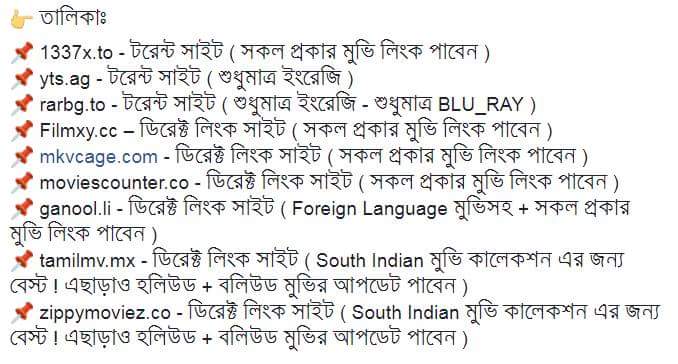 👉 তালিকাঃ
📌 1337x.to - টরেন্ট সাইট ( সকল প্রকার মুভি লিংক পাবেন )
📌 yts.ag - টরেন্ট সাইট ( শুধুমাত্র ইংরেজি )
📌 rarbg.to - টরেন্ট সাইট ( শুধুমাত্র ইংরেজি - শুধুমাত্র BLU_RAY )
📌 Filmxy.cc – ডিরেক্ট লিংক সাইট ( সকল প্রকার মুভি লিংক পাবেন )
📌 mkvcage.com - ডিরেক্ট লিংক সাইট ( সকল প্রকার মুভি লিংক পাবেন )
📌 moviescounter.co - ডিরেক্ট লিংক সাইট ( সকল প্রকার মুভি লিংক পাবেন )
📌 ganool.li - ডিরেক্ট লিংক সাইট ( Foreign Language মুভিসহ + সকল প্রকার
মুভি লিংক পাবেন )
📌 tamilmv.mx - ডিরেক্ট লিংক সাইট ( South Indian মুভি কালেকশন এর জন্য
বেস্ট ! এছাড়াও হলিউড + বলিউড মুভির আপডেট পাবেন )
📌 zippymoviez.co - ডিরেক্ট লিংক সাইট ( South Indian মুভি কালেকশন এর জন্য
বেস্ট ! এছাড়াও হলিউড + বলিউড মুভির আপডেট পাবেন )